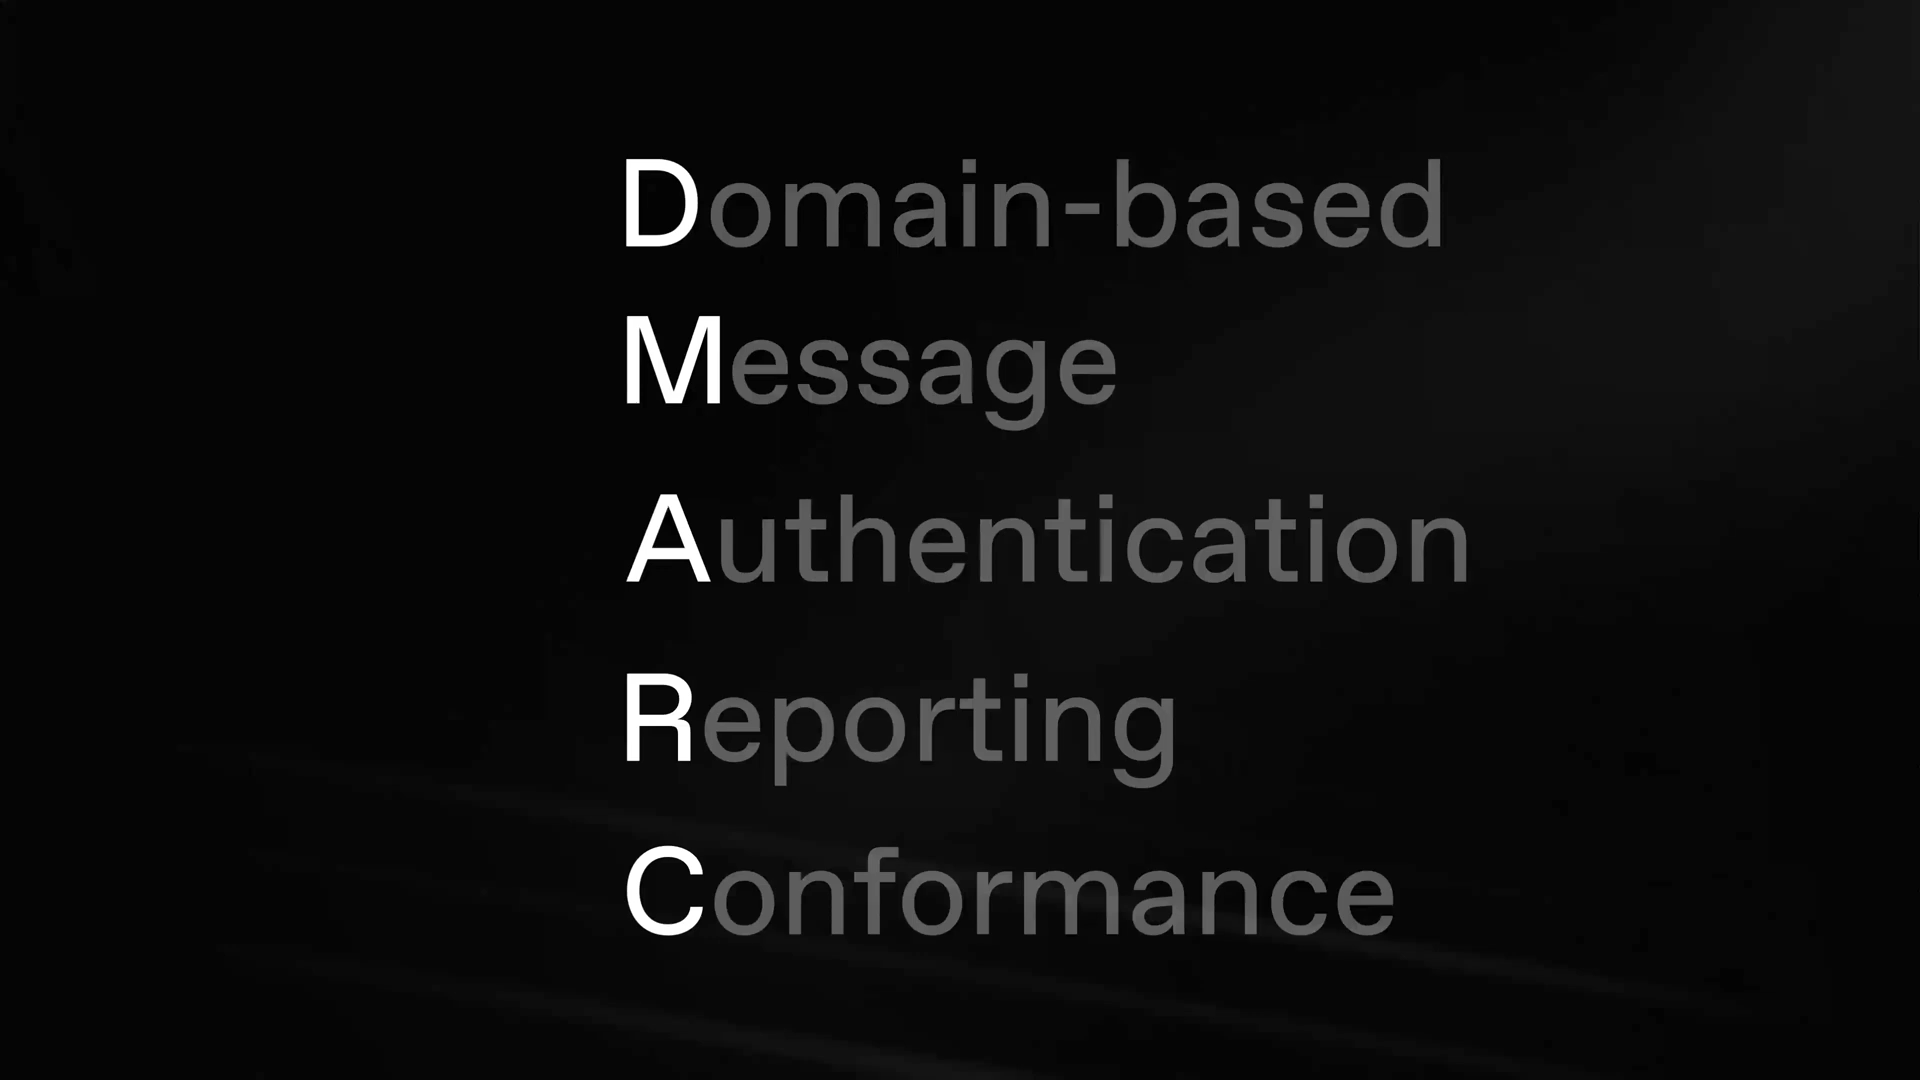 Domain-based
Message
Authentication
Reporting
Conformance